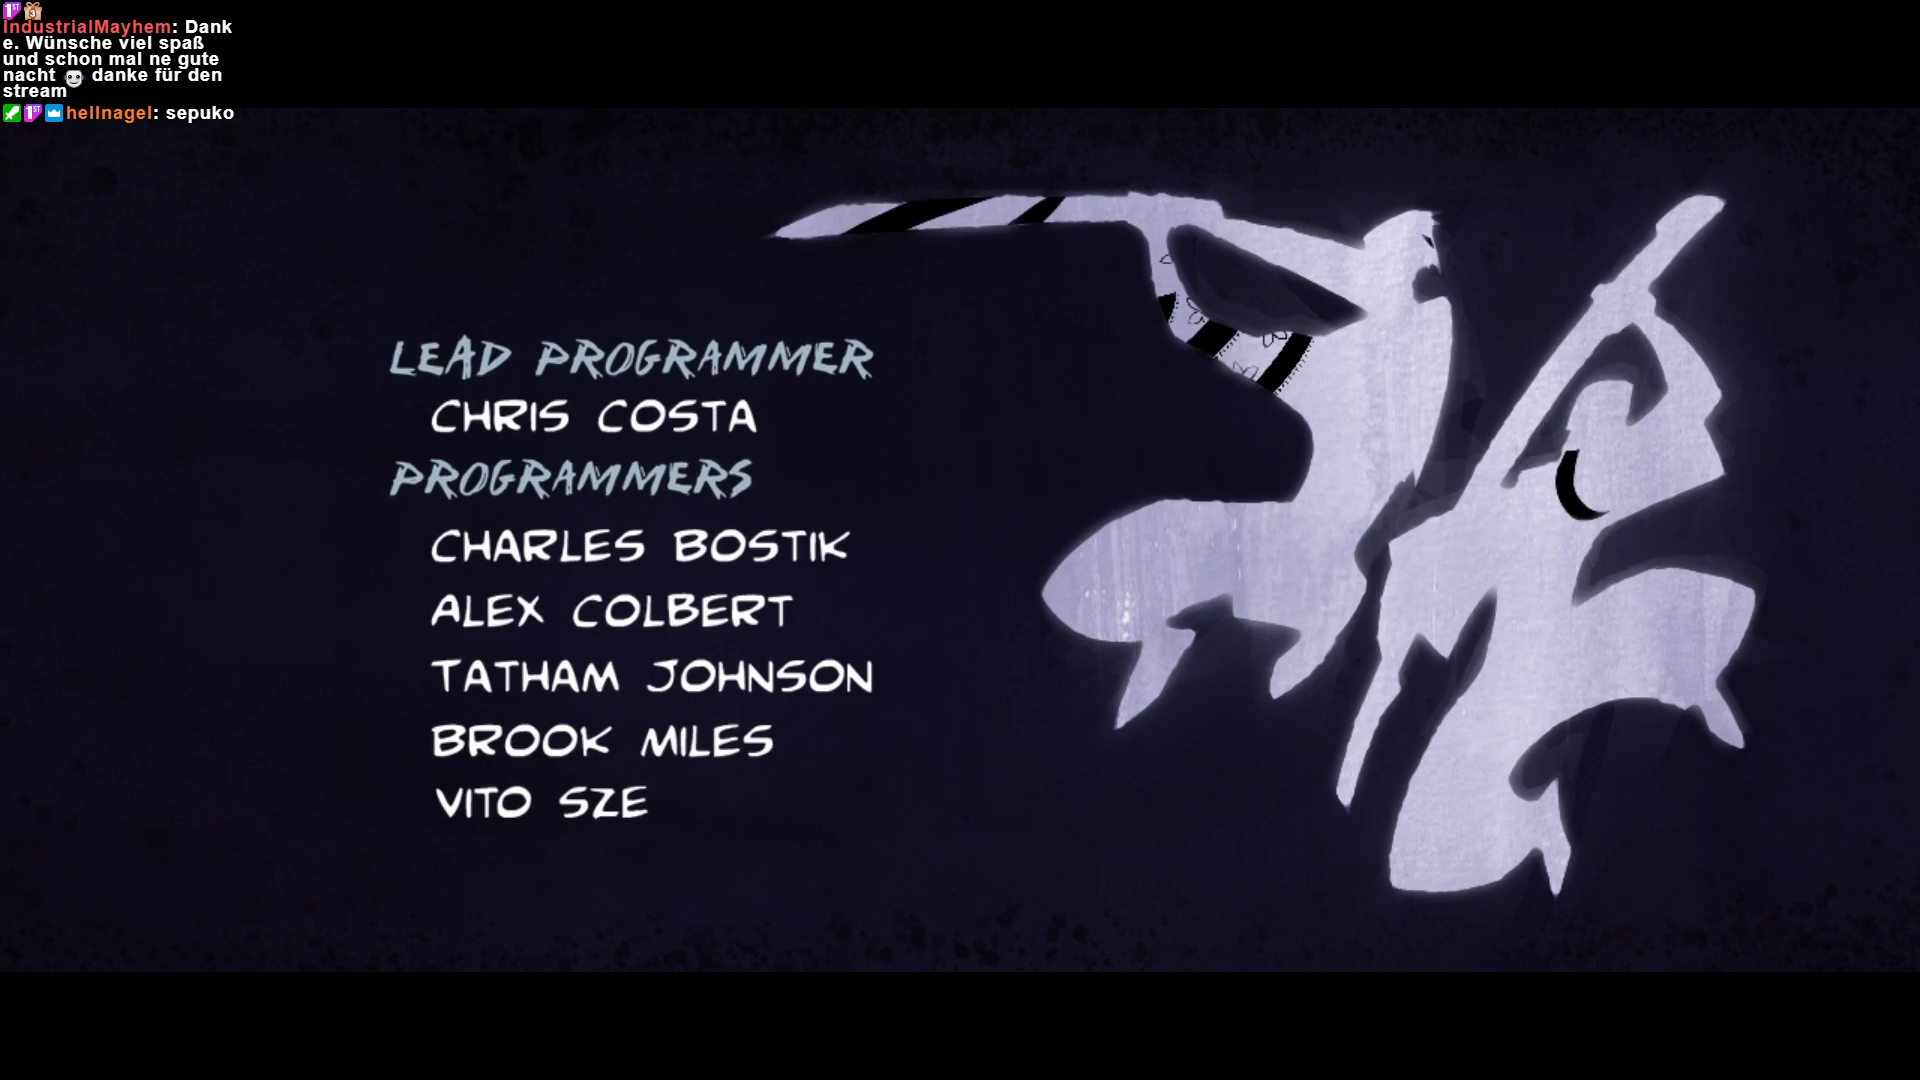 IndustrialMayhem: Dank
e. Wünsche viel spaß
und schon mal ne gute
nacht danke für den
stream
hellnagel: sepuko
LEAD PROGRAMMER
CHRIS COSTA
PROGRAMMERS
CHARLES BOSTIK
ALEX COLBERT
TATHAM JOHNSON
BROOK MILES
VITO SZE